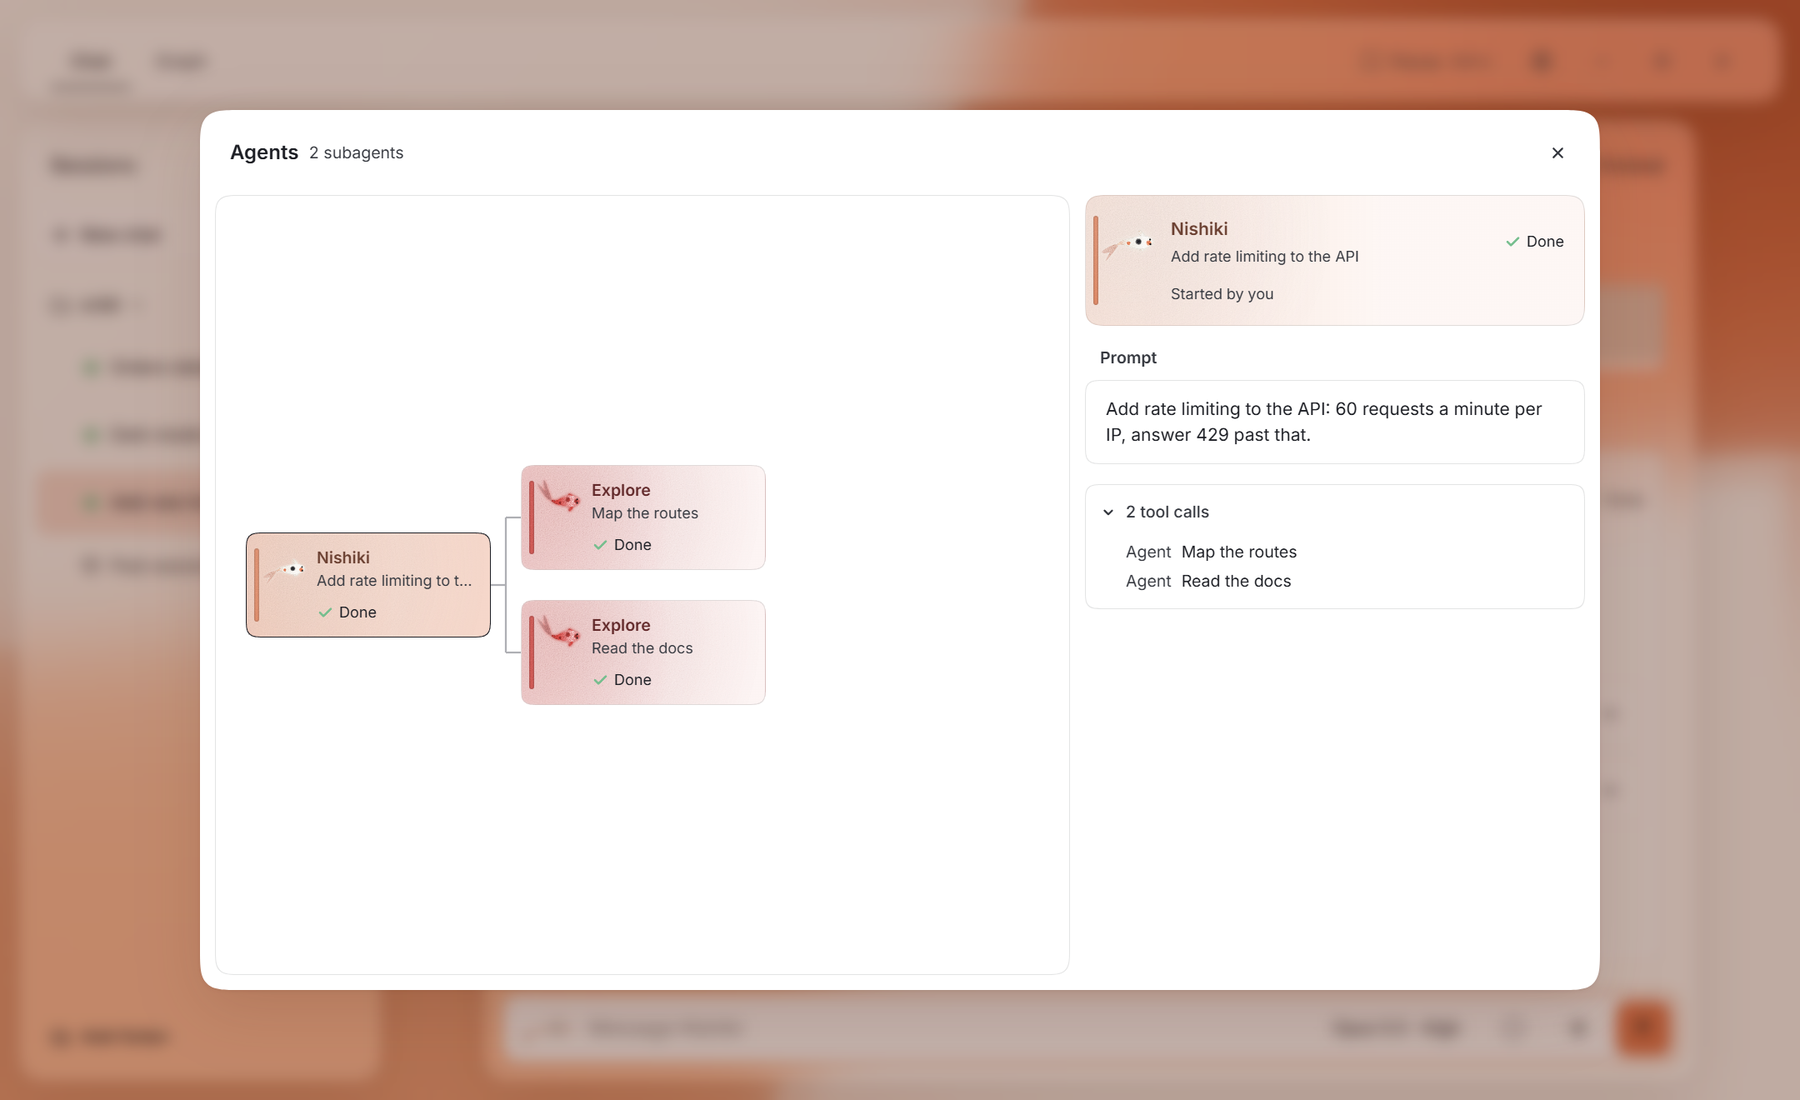 Agents 2 subagents
Nishiki
Add rate limiting to t...
Done
Explore
Map the routes
Done
Explore
Read the docs
Done
Nishiki
Add rate limiting to the API
Started by you
Done
Prompt
Add rate limiting to the API: 60 requests a minute per
IP, answer 429 past that.
2 tool calls
Agent Map the routes
Agent Read the docs